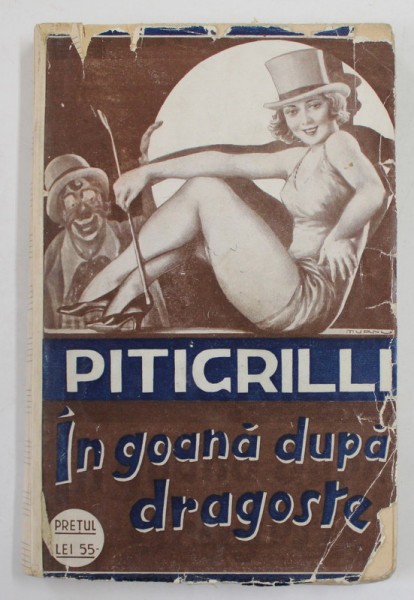 PITIGRILLI
În goană după
dragoste
PREȚUL
LEI 55-